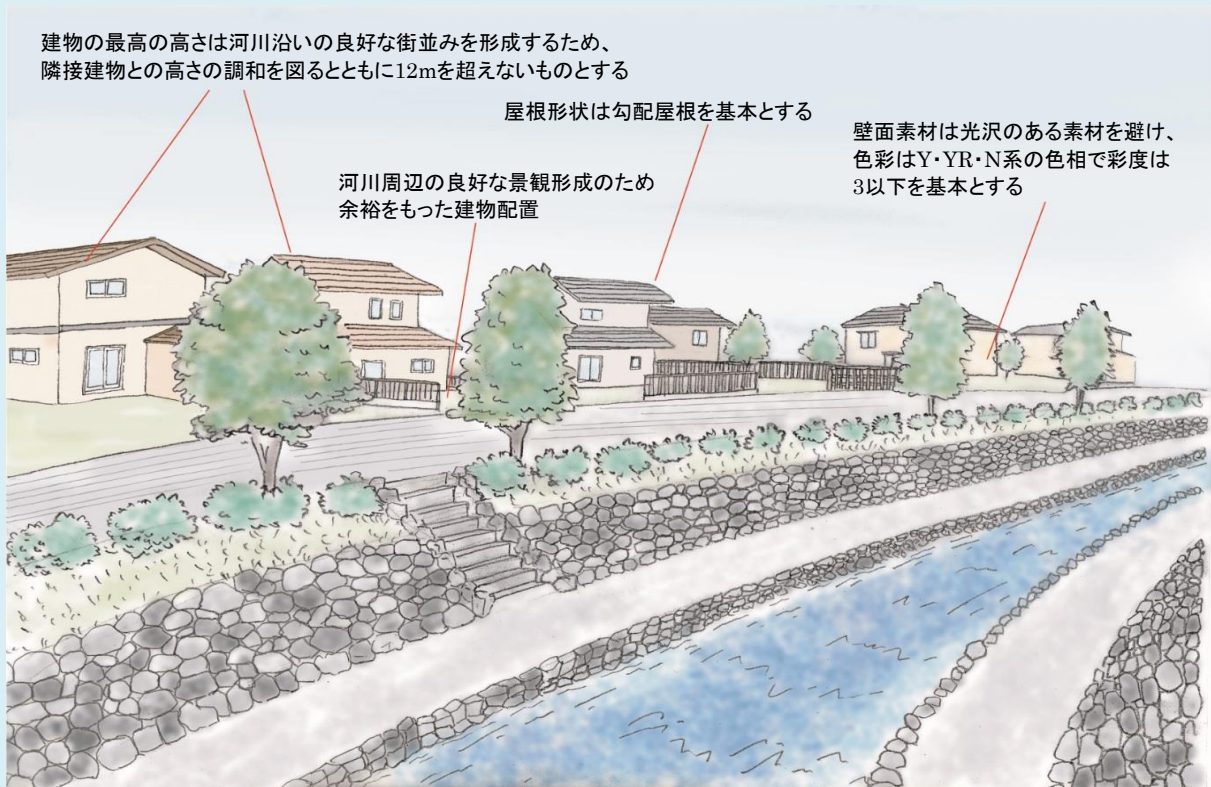 建物の最高の高さは河川沿いの良好な街並みを形成するため、
隣接建物との高さの調和を図るとともに12mを超えないものとする
屋根形状は勾配屋根を基本とする
壁面素材は光沢のある素材を避け、
色彩はY・YR・N系の色相で彩度は
3以下を基本とする
河川周辺の良好な景観形成のため
余裕をもった建物配置